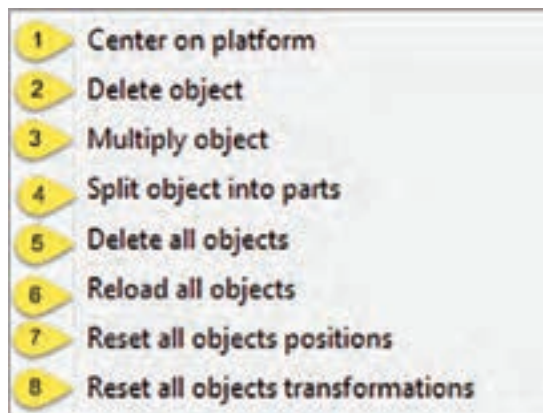 1 Center on platform
2 Delete object
3 Multiply object
4 Split object into parts
5 Delete all objects
6 Reload all objects
7 Reset all objects positions
8 Reset all objects transformations